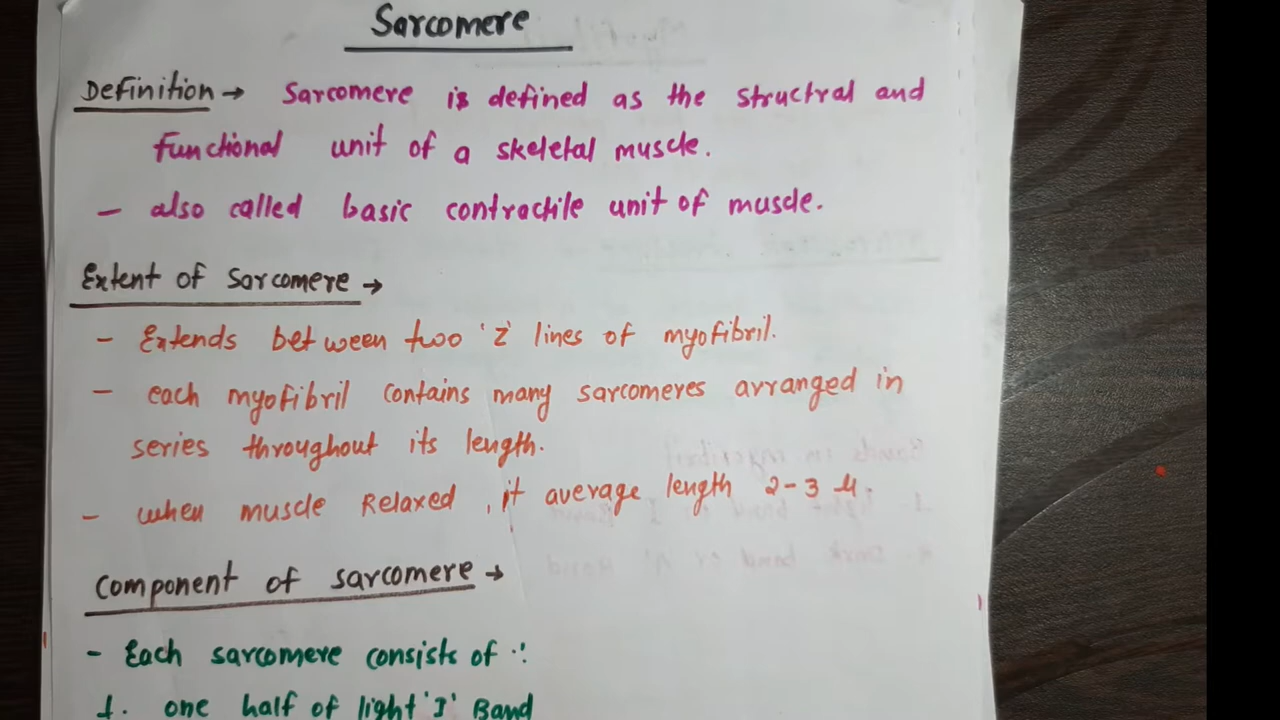 Sarcomere
Definition → Sarcomere is defined as the structral and
functional unit of a skeletal muscle.
- also called basic contractile unit of muscle.
Extent of Sarcomere →
- Extends between two 'Z' lines of myofibril.
- each myofibril contains many sarcomeres arranged in
series throughout its length.
- when muscle Relaxed, it average length 2-3 µ.
Component of sarcomere →
- Each sarcomere consists of :
1. one half of light 'I' Band